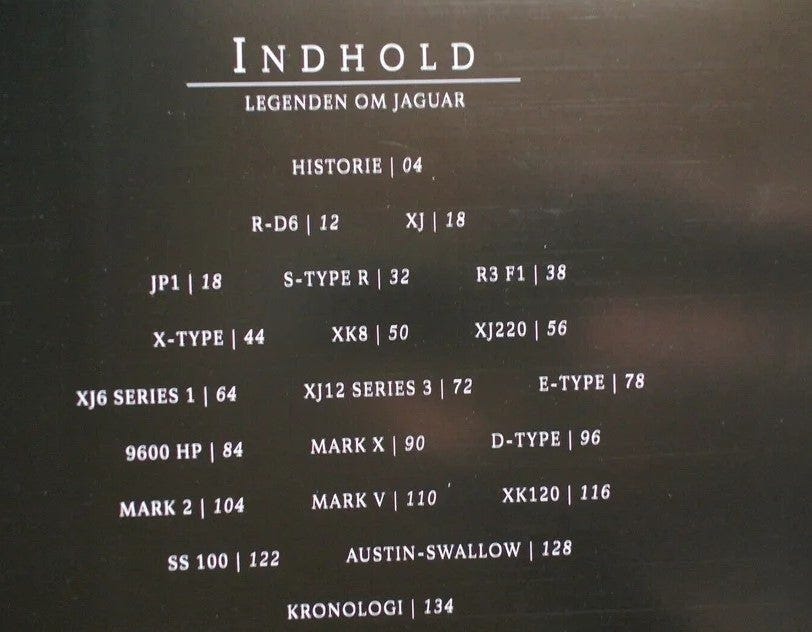 INDHOLD
LEGENDEN OM JAGUAR
HISTORIE | 04
R-D6 | 12 XJ | 18
JP1 | 18 S-TYPE R | 32 R3 F1 | 38
X-TYPE | 44 XK8 | 50 XJ220 | 56
XJ6 SERIES 1 | 64 XJ12 SERIES 3 | 72 E-TYPE | 78
9600 HP | 84 MARK X | 90 D-TYPE | 96
MARK 2 | 104 MARK V | 110 XK120 | 116
SS 100 | 122 AUSTIN-SWALLOW | 128
KRONOLOGI | 134